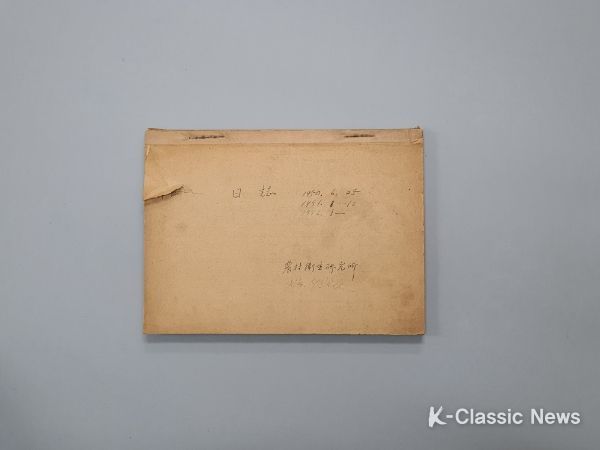 日誌 1950. 6. 25
1951. 1 - 12
1952. 1 —
農村衛生研究所
K-Classic News